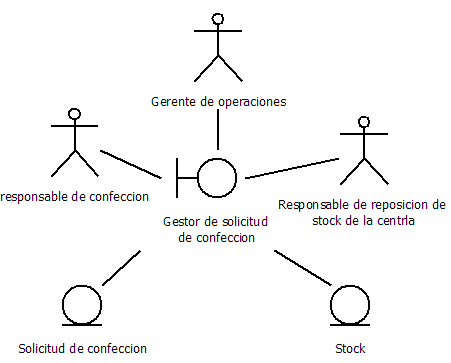 Gerente de operaciones
responsable de confeccion
Responsable de reposicion de
stock de la centrla
Gestor de solicitud
de confeccion
Solicitud de confeccion
Stock